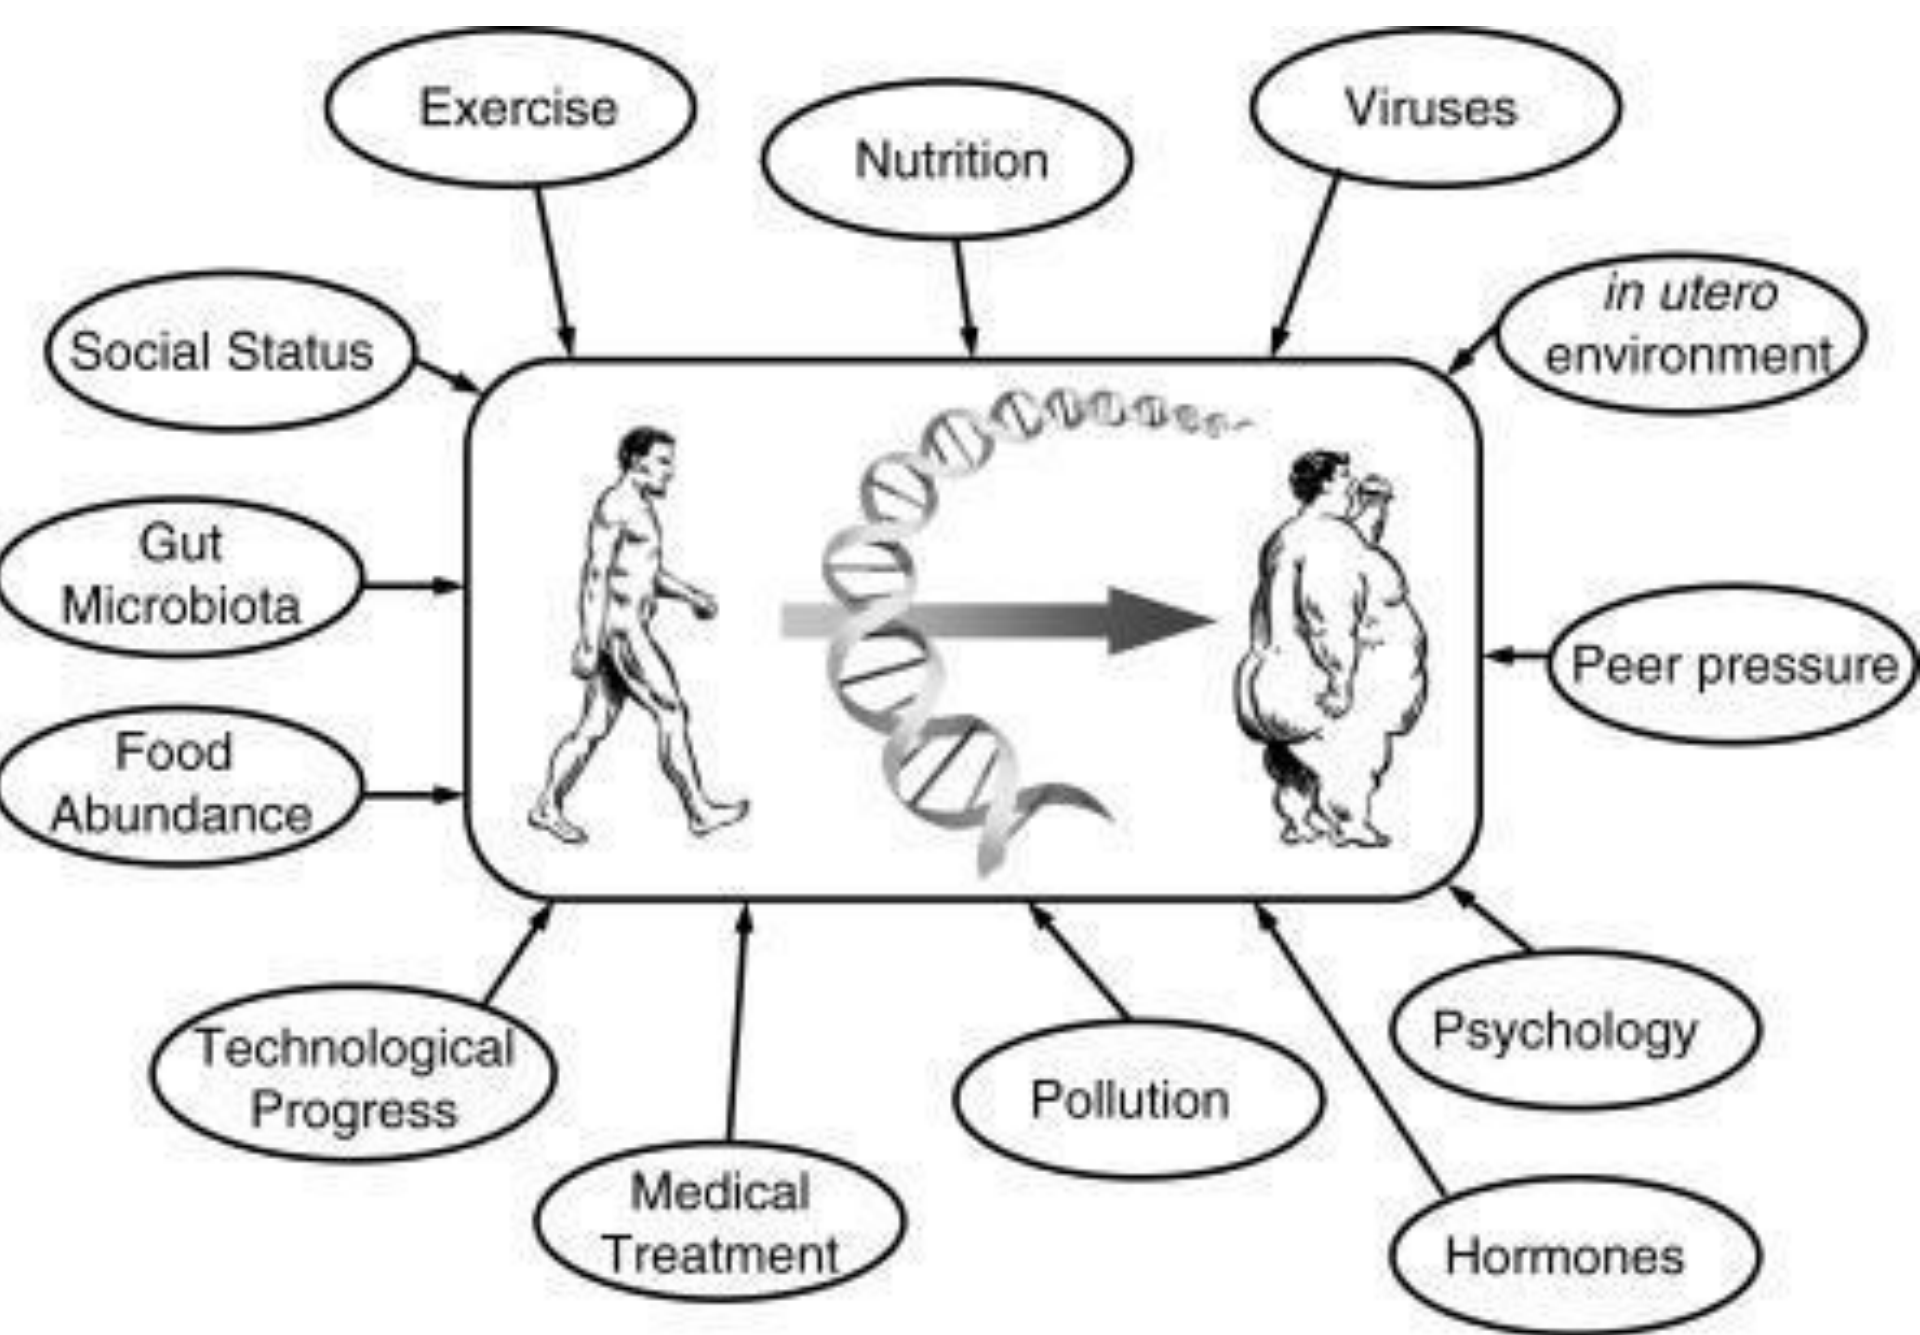 Exercise
Nutrition
Viruses
in utero
environment
Social Status
Gut
Microbiota
Peer pressure
Food
Abundance
Technological
Progress
Psychology
Pollution
Medical
Treatment
Hormones